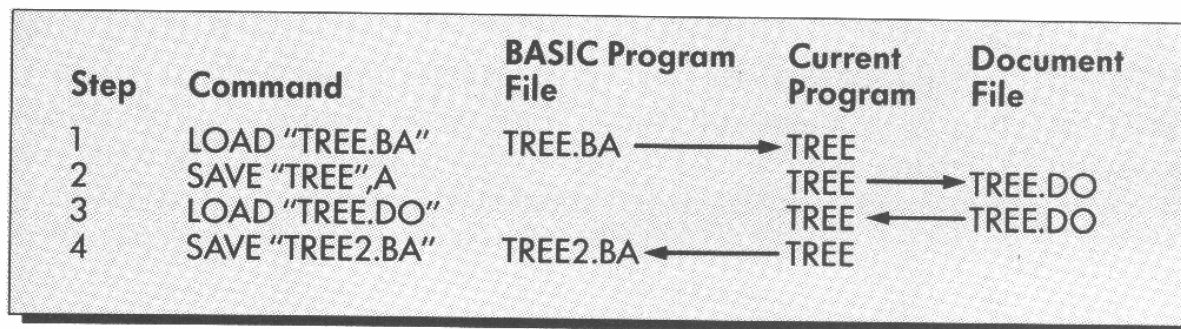 Step Command BASIC Program File Current Program Document File
1 LOAD "TREE.BA" TREE.BA TREE
2 SAVE "TREE",A TREE TREE.DO
3 LOAD "TREE.DO" TREE TREE.DO
4 SAVE "TREE2.BA" TREE2.BA TREE